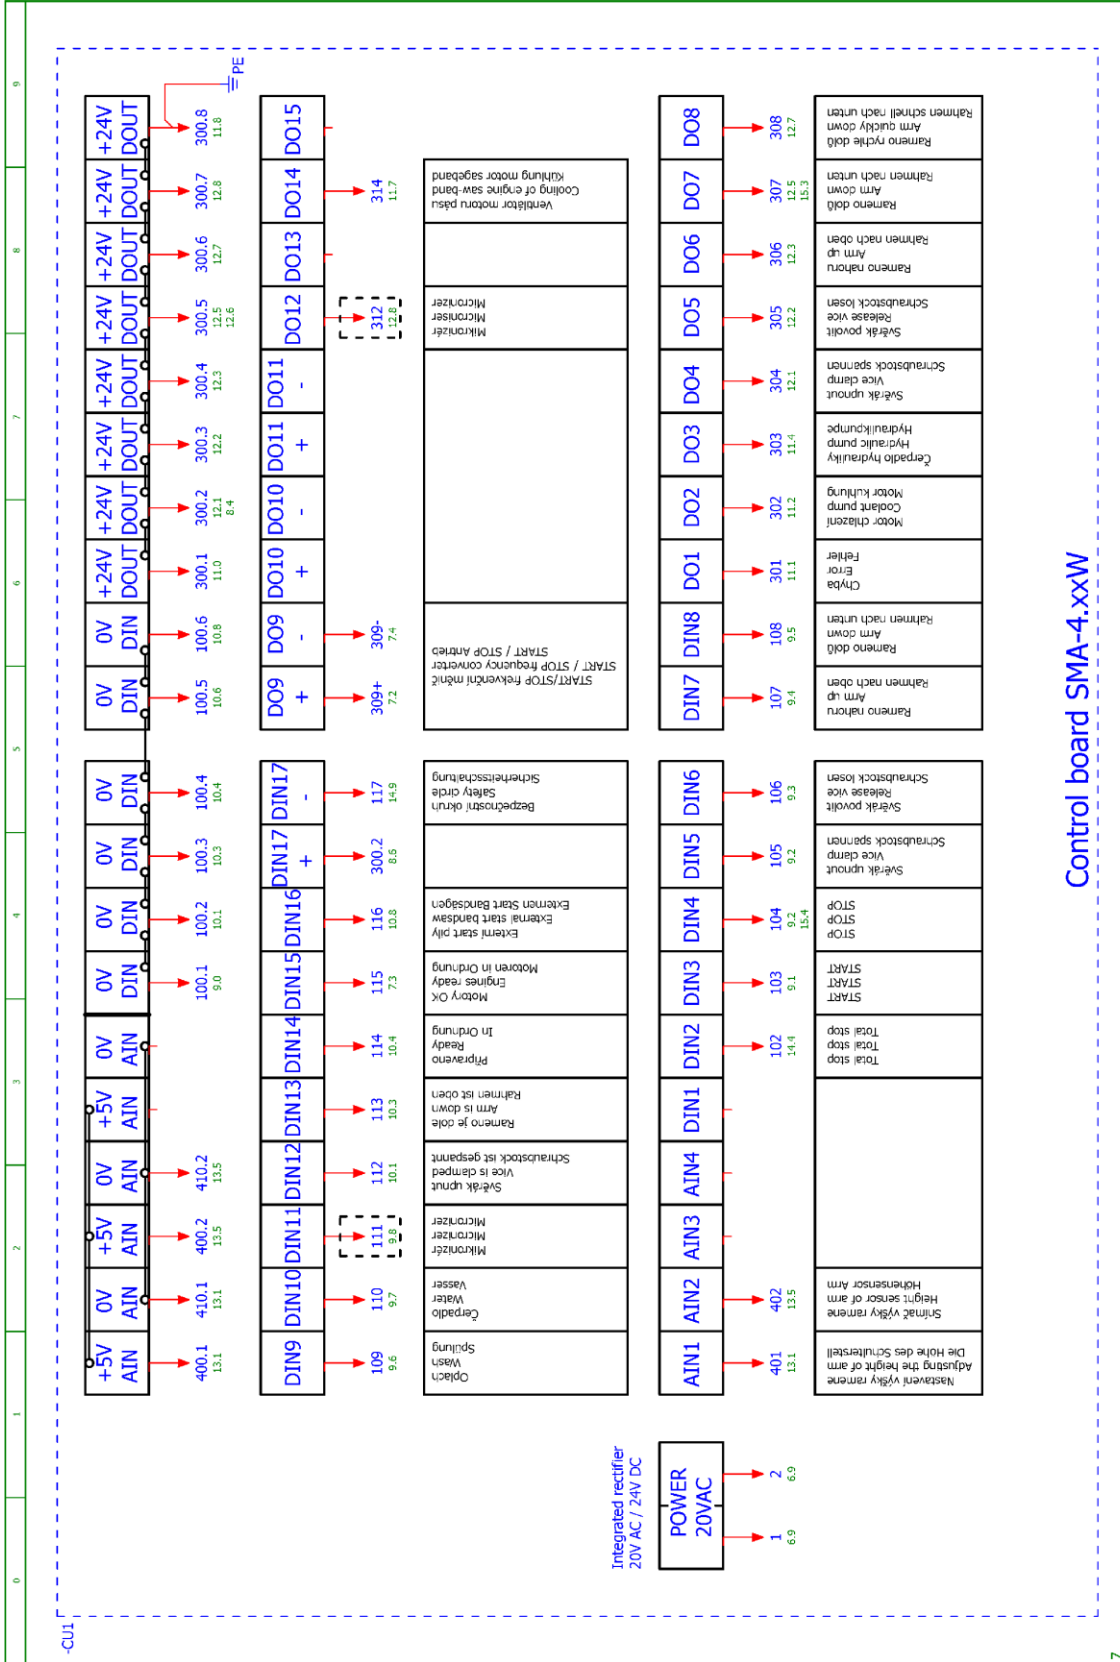 0 1 2 3 4 5 6 7 8 9
-CU1
+5V 0V +5V 0V +5V 0V 0V 0V 0V 0V 0V 0V +24V +24V +24V +24V +24V +24V +24V +24V
AIN AIN AIN AIN AIN AIN DIN DIN DIN DIN DIN DIN DOUT DOUT DOUT DOUT DOUT DOUT DOUT DOUT
400.1 410.1 400.2 410.2 100.1 100.2 100.3 100.4 100.5 100.6 300.1 300.2 300.3 300.4 300.5 300.6 300.7 300.8
13.1 13.1 13.5 13.5 9.0 10.1 10.3 10.4 10.6 10.8 11.0 12.1 12.2 12.3 12.5 12.7 12.8 11.8
8.4 12.6
PE
DIN9 DIN10 DIN11 DIN12 DIN13 DIN14 DIN15 DIN16 DIN17 DIN17 DO9 DO9 DO10 DO10 DO11 DO11 DO12 DO13 DO14 DO15
+ - + - + - + -
109 110 111 112 113 114 115 116 300.2 117 309+ 309- 312 314
9.6 9.7 9.8 10.1 10.3 10.4 7.3 10.8 8.6 14.9 7.2 7.4 12.8 11.7
Oplach
Wash
Spülung
Čerpadlo
Water
Vasser
Mikronizér
Micronizer
Micronizer
Svěrák upnut
Vice is clamped
Schraubstock ist gespannt
Rameno je dole
Arm is down
Rahmen ist oben
Připraveno
Ready
In Ordnung
Motory OK
Engines ready
Motoren in Ordnung
Externí start pily
External start bandsaw
Externen Start Bandsägen
Bezpečnostní okruh
Safety circle
Sicherheitsschaltung
START/STOP frekvenční měnič
START / STOP frequency converter
START / STOP Antrieb
Mikronizér
Microniser
Micronizer
Ventilátor motoru pásu
Cooling of engine saw-band
Kühlung motor sageband
Integrated rectifier
20V AC / 24V DC
POWER
20VAC
1 2
6.9 6.9
AIN1 AIN2 AIN3 AIN4 DIN1 DIN2 DIN3 DIN4 DIN5 DIN6 DIN7 DIN8 DO1 DO2 DO3 DO4 DO5 DO6 DO7 DO8
401 402 102 103 104 105 106 107 108 301 302 303 304 305 306 307 308
13.1 13.5 14.4 9.1 9.2 9.2 9.3 9.4 9.5 11.1 11.2 11.4 12.1 12.2 12.3 12.5 12.7
15.4 15.3
Nastavení výšky ramene
Adjusting the height of arm
Die Hohe des Schulterstell
Snímač výšky ramene
Height sensor of arm
Höhensensor Arm
Total stop
Total stop
Total stop
START
START
START
STOP
STOP
STOP
Svěrák upnout
Vice clamp
Schraubstock spannen
Svěrák povolit
Release vice
Schraubstock losen
Rameno nahoru
Arm up
Rahmen nach oben
Rameno dolů
Arm down
Rahmen nach unten
Chyba
Error
Fehler
Motor chlazení
Coolant pump
Motor kuhlung
Čerpadlo hydrauliky
Hydraulic pump
Hydraulikpumpe
Svěrák upnout
Vice clamp
Schraubstock spannen
Svěrák povolit
Release vice
Schraubstock losen
Rameno nahoru
Arm up
Rahmen nach oben
Rameno dolů
Arm down
Rahmen nach unten
Rameno rychle dolů
Arm quickly down
Rahmen schnell nach unten
Control board SMA-4.xxW
7